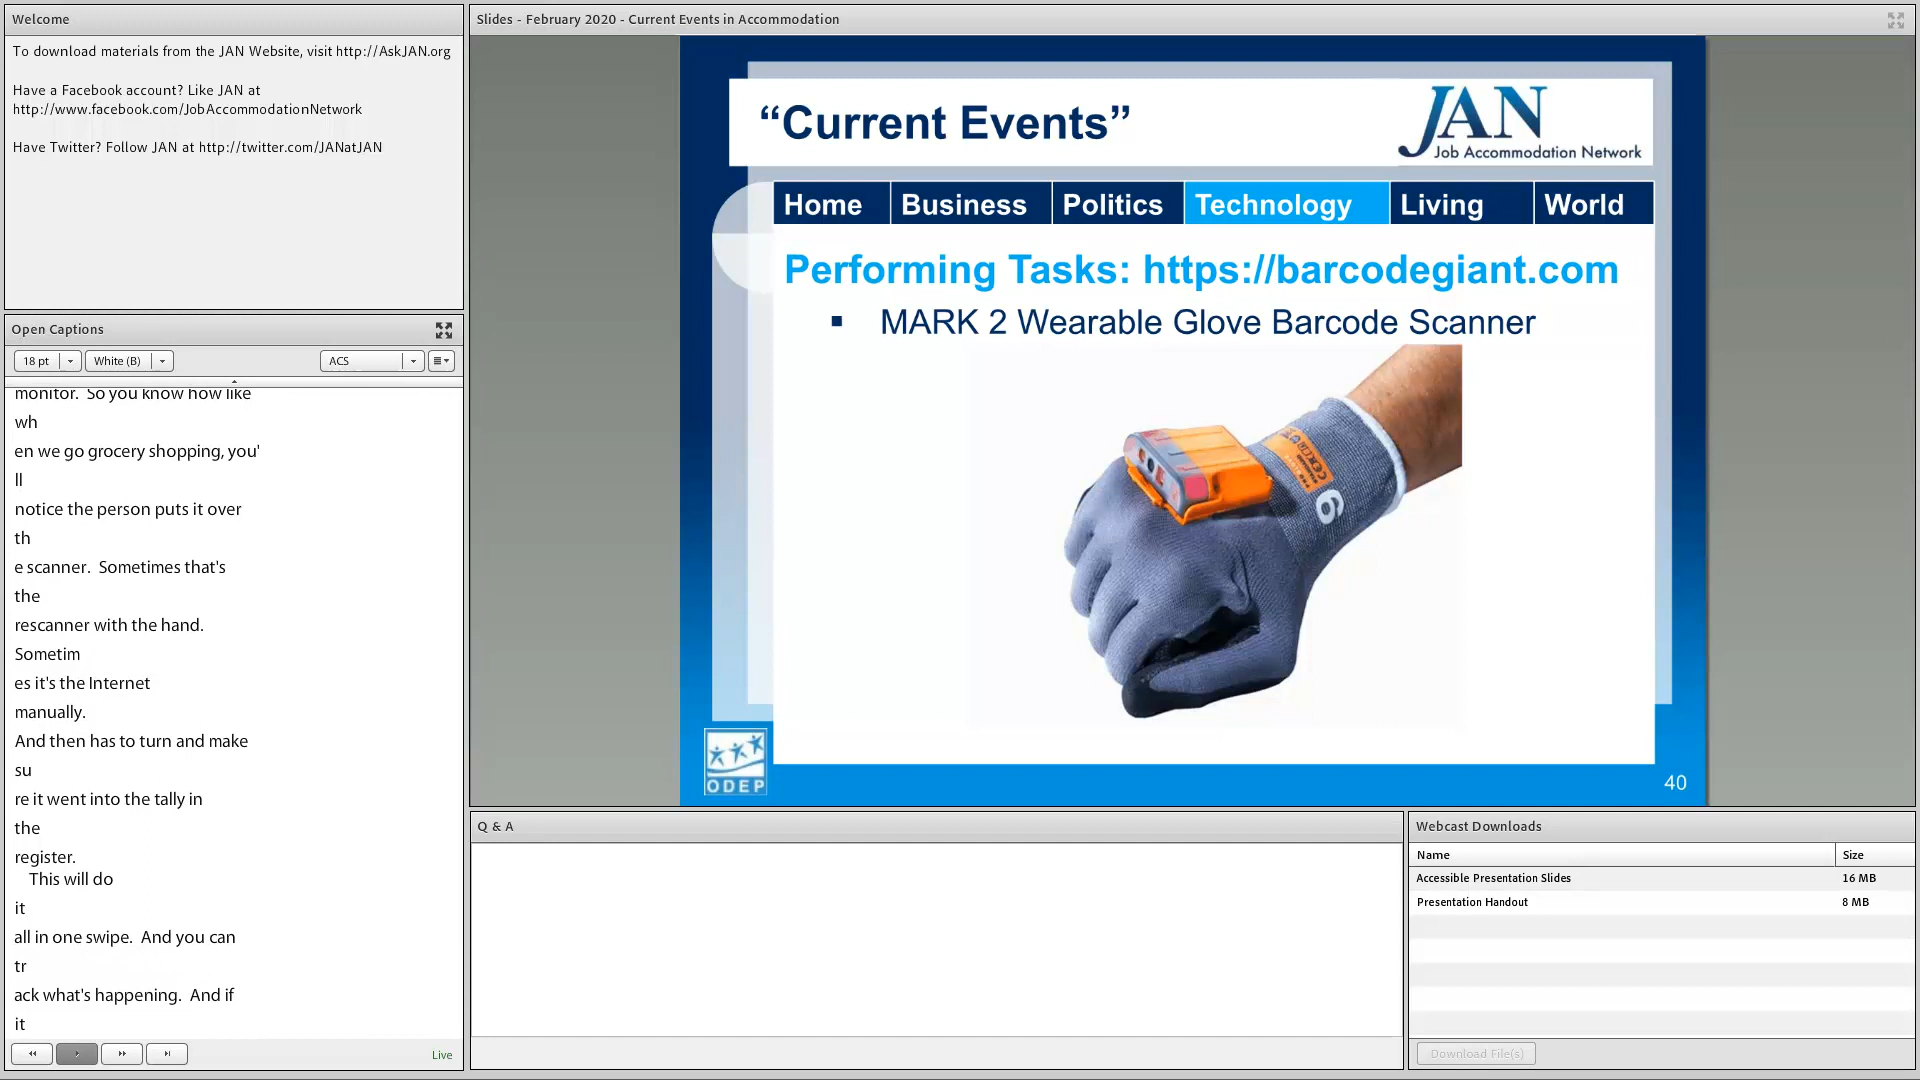 Welcome
To download materials from the JAN Website, visit http://AskJAN.org
Have a Facebook account? Like JAN at
http://www.facebook.com/JobAccommodationNetwork
Have Twitter? Follow JAN at http://twitter.com/JANatJAN
Open Captions
18 pt
White (B)
ACS
monitor. So you know how like
wh
en we go grocery shopping, you'
ll
notice the person puts it over
th
e scanner. Sometimes that's
the
rescanner with the hand.
Sometim
es it's the Internet
manually.
And then has to turn and make
su
re it went into the tally in
the
register.
This will do
it
all in one swipe. And you can
tr
ack what's happening. And if
it
Live
Slides - February 2020 - Current Events in Accommodation
“Current Events”
JAN
Job Accommodation Network
Home Business Politics Technology Living World
Performing Tasks: https://barcodegiant.com
▪ MARK 2 Wearable Glove Barcode Scanner
6
ODEP
40
Q & A
Webcast Downloads
Name Size
Accessible Presentation Slides 16 MB
Presentation Handout 8 MB
Download File(s)